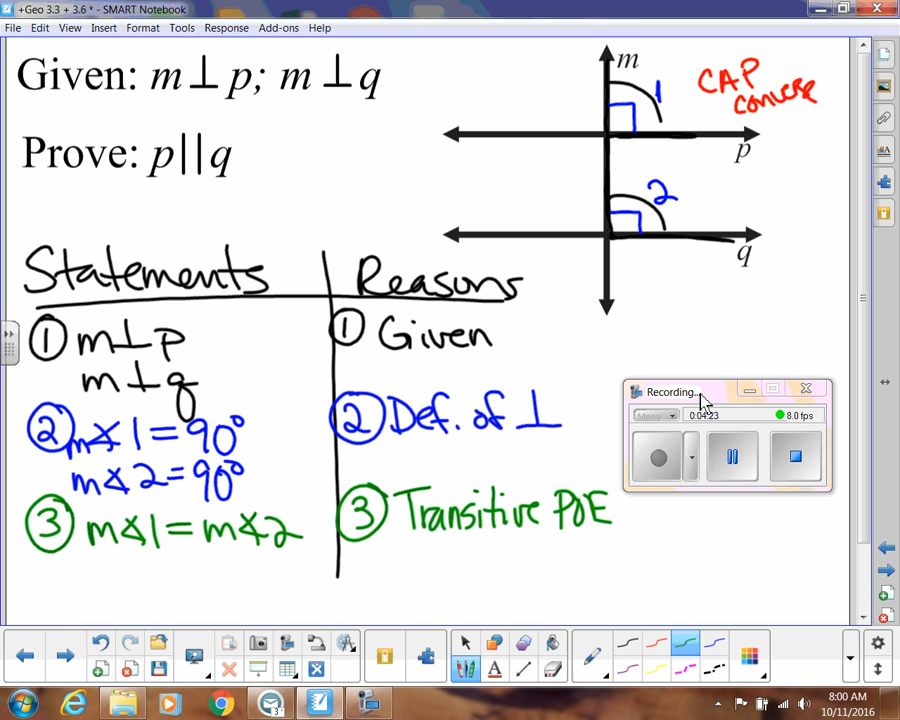 +Geo 3.3 + 3.6 * - SMART Notebook
File Edit View Insert Format Tools Response Add-ons Help
Given: m ⊥ p; m ⊥ q
Prove: p || q
m
1
CAP
converse
p
2
q
Statements Reasons
① m⊥p ① Given
m⊥q
② m∡1 = 90° ② Def. of ⊥
m∡2 = 90°
③ m∡1 = m∡2 ③ Transitive PoE
Recording...
Menu 0:04:23 8.0 fps
A
3
8:00 AM
10/11/2016